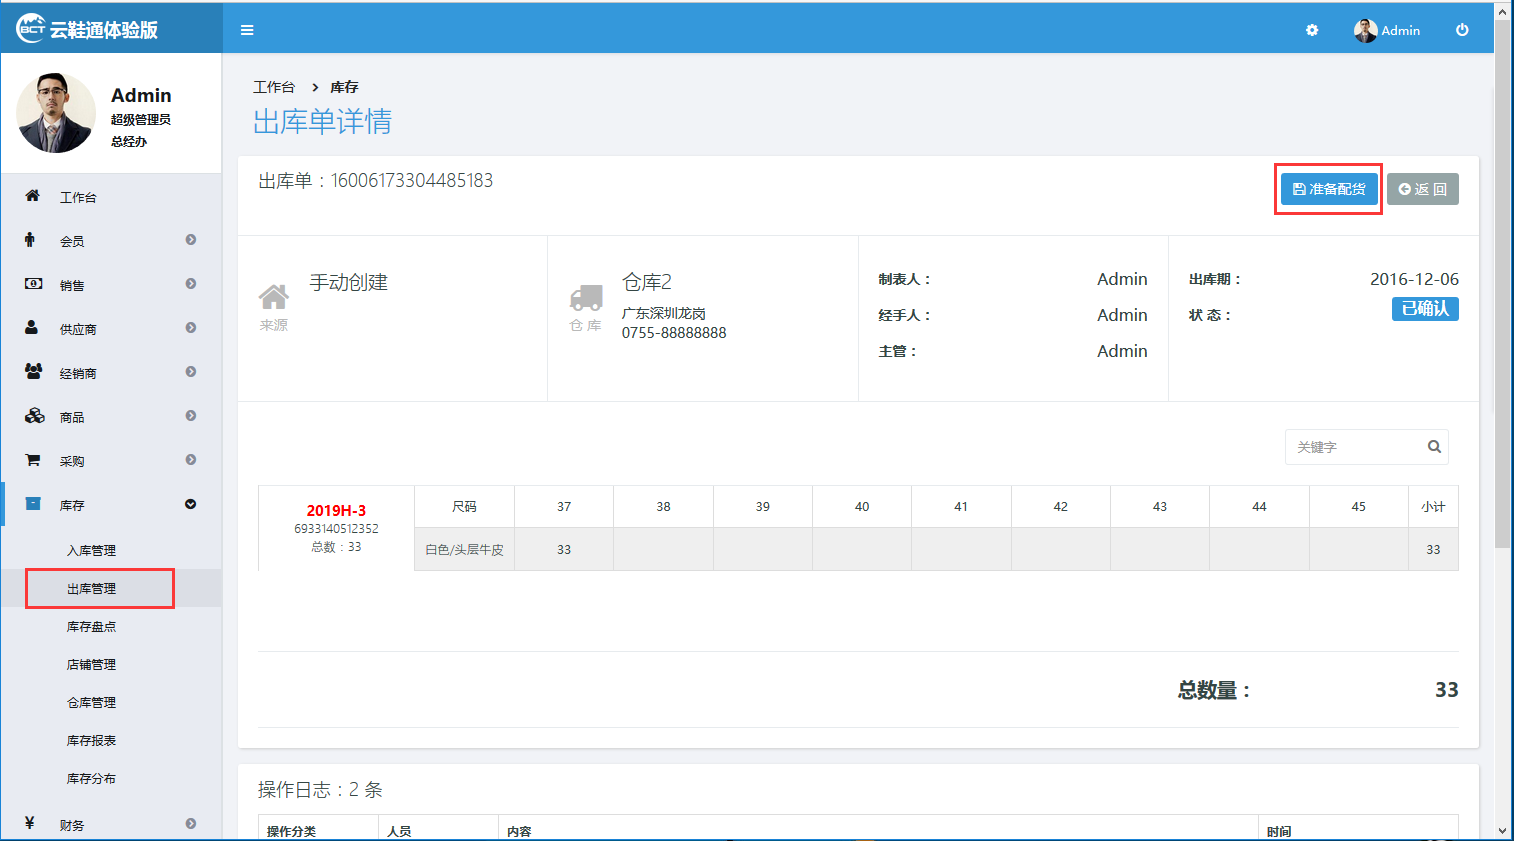 BCT 云鞋通体验版
Admin
Admin
超级管理员
总经办
工作台
会员
销售
供应商
经销商
商品
采购
库存
入库管理
出库管理
库存盘点
店铺管理
仓库管理
库存报表
库存分布
¥ 财务
工作台 > 库存
出库单详情
出库单：16006173304485183
准备配货
返 回
来源
手动创建
仓 库
仓库2
广东深圳龙岗
0755-88888888
制表人： Admin
经手人： Admin
主管： Admin
出库期： 2016-12-06
状 态： 已确认
关键字
2019H-3
6933140512352
总数：33
尺码 37 38 39 40 41 42 43 44 45 小计
白色/头层牛皮 33 33
总数量： 33
操作日志：2 条
操作分类 人员 内容 时间